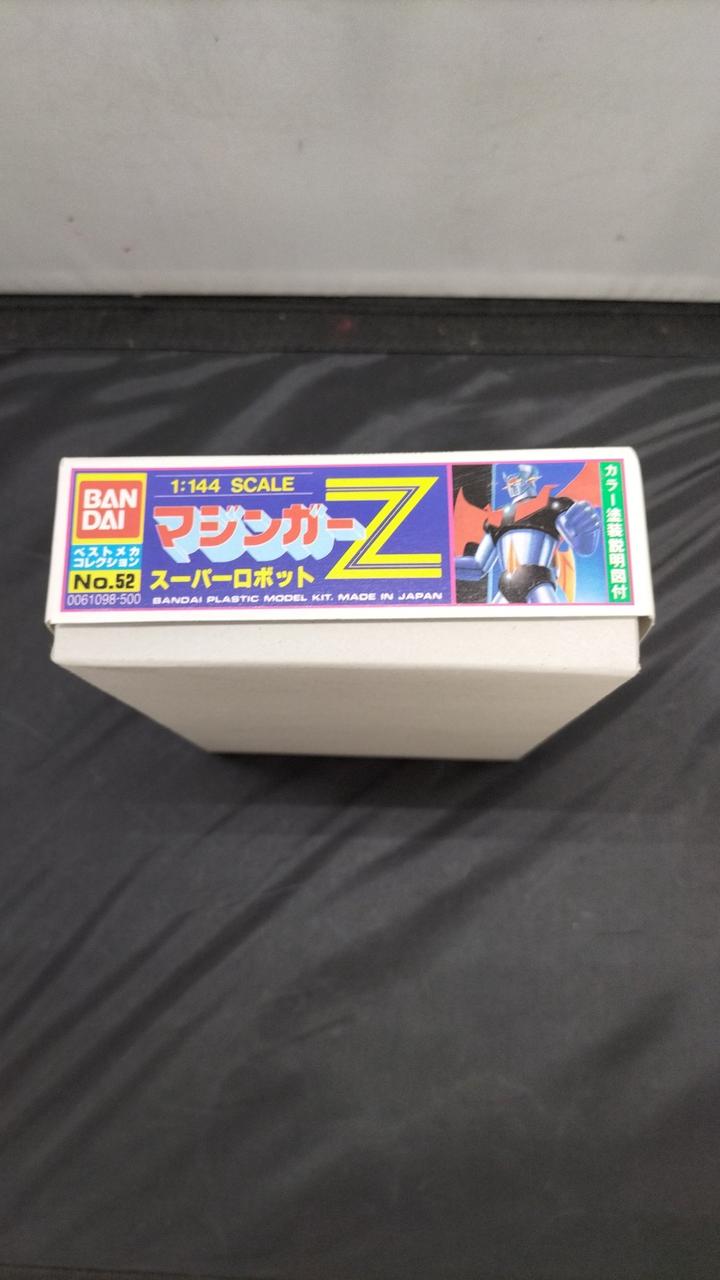 BAN
DAI
ベストメカ
コレクション
No.52
0061098-500
1:144 SCALE
マジンガーZ
スーパーロボット
BANDAI PLASTIC MODEL KIT. MADE IN JAPAN
カラー塗装説明図付